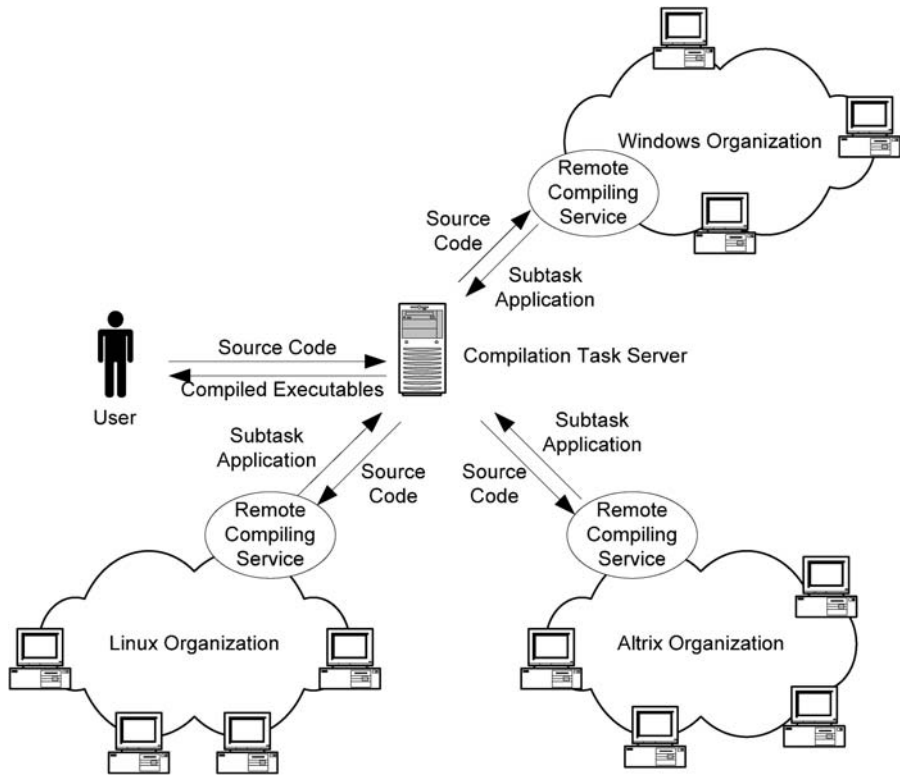 Windows Organization
Remote
Compiling
Service
Source
Code
Subtask
Application
Source Code
Compilation Task Server
Compiled Executables
User
Subtask
Application
Source
Code
Subtask
Application
Source
Code
Remote
Compiling
Service
Remote
Compiling
Service
Linux Organization
Altrix Organization